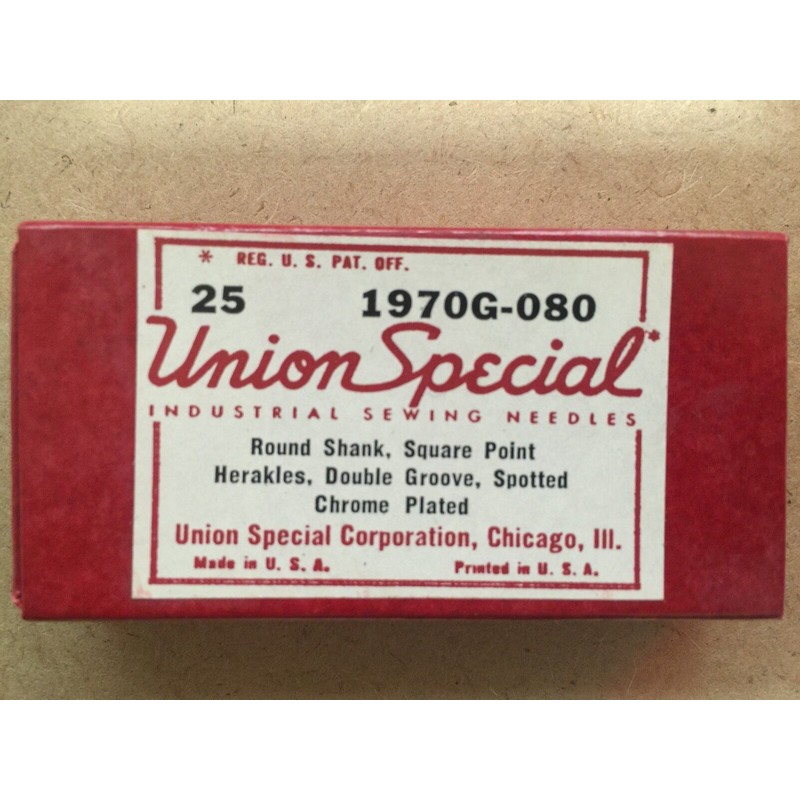 * REG. U. S. PAT. OFF.
25 1970G-080
Union Special*
INDUSTRIAL SEWING NEEDLES
Round Shank, Square Point
Herakles, Double Groove, Spotted
Chrome Plated
Union Special Corporation, Chicago, Ill.
Made in U. S. A. Printed in U. S. A.